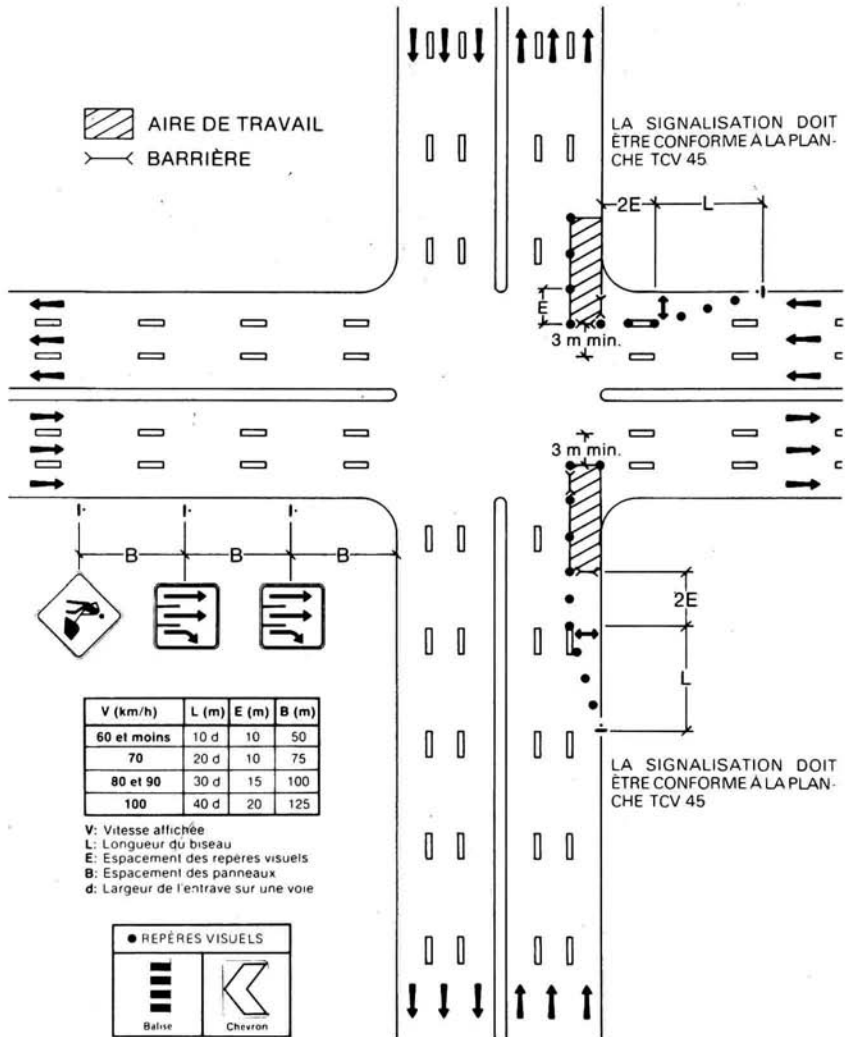 AIRE DE TRAVAIL
BARRIÈRE
LA SIGNALISATION DOIT
ÊTRE CONFORME À LA PLAN-
CHE TCV 45
2E
L
E
3 m min.
3 m min.
B
B
B
2E
L
V (km/h) L (m) E (m) B (m)
60 et moins 10 d 10 50
70 20 d 10 75
80 et 90 30 d 15 100
100 40 d 20 125
LA SIGNALISATION DOIT
ÊTRE CONFORME À LA PLAN-
CHE TCV 45
V: Vitesse affichée
L: Longueur du biseau
E: Espacement des repères visuels
B: Espacement des panneaux
d: Largeur de l'entrave sur une voie
REPÈRES VISUELS
Balise
Chevron